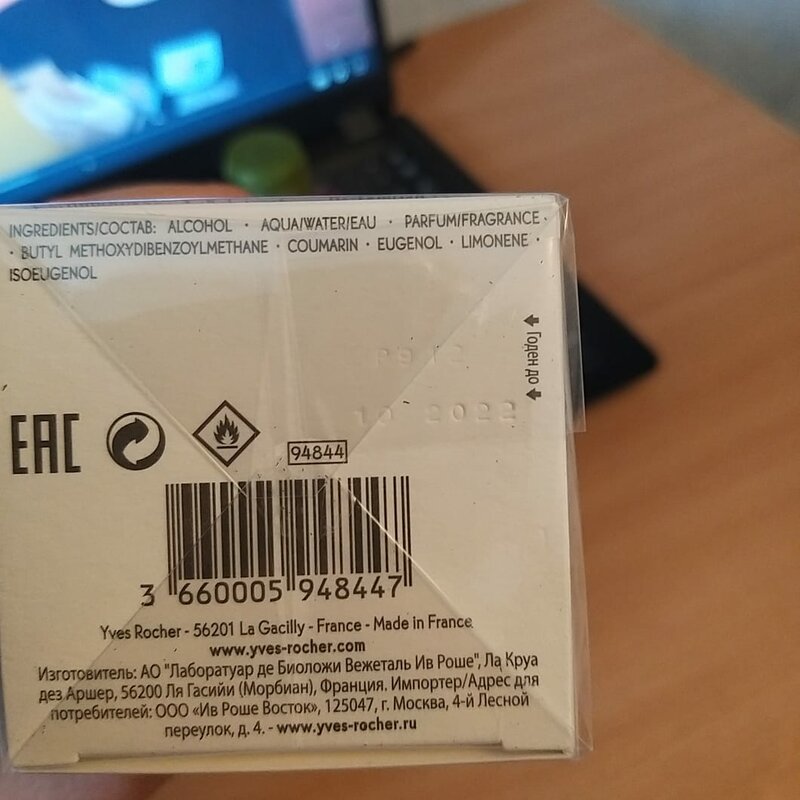 INGREDIENTS/СОСТАВ: ALCOHOL · AQUA/WATER/EAU · PARFUM/FRAGRANCE ·
· BUTYL METHOXYDIBENZOYLMETHANE · COUMARIN · EUGENOL · LIMONENE ·
ISOEUGENOL
Годен до
P912
10 2022
EAC
94844
3 660005 948447
Yves Rocher - 56201 La Gacilly - France - Made in France
www.yves-rocher.com
Изготовитель: АО "Лаборатуар де Биоложи Вежеталь Ив Роше", Ла Круа
дез Аршер, 56200 Ля Гасийи (Морбиан), Франция. Импортер/Адрес для
потребителей: ООО «Ив Роше Восток», 125047, г. Москва, 4-й Лесной
переулок, д. 4. - www.yves-rocher.ru